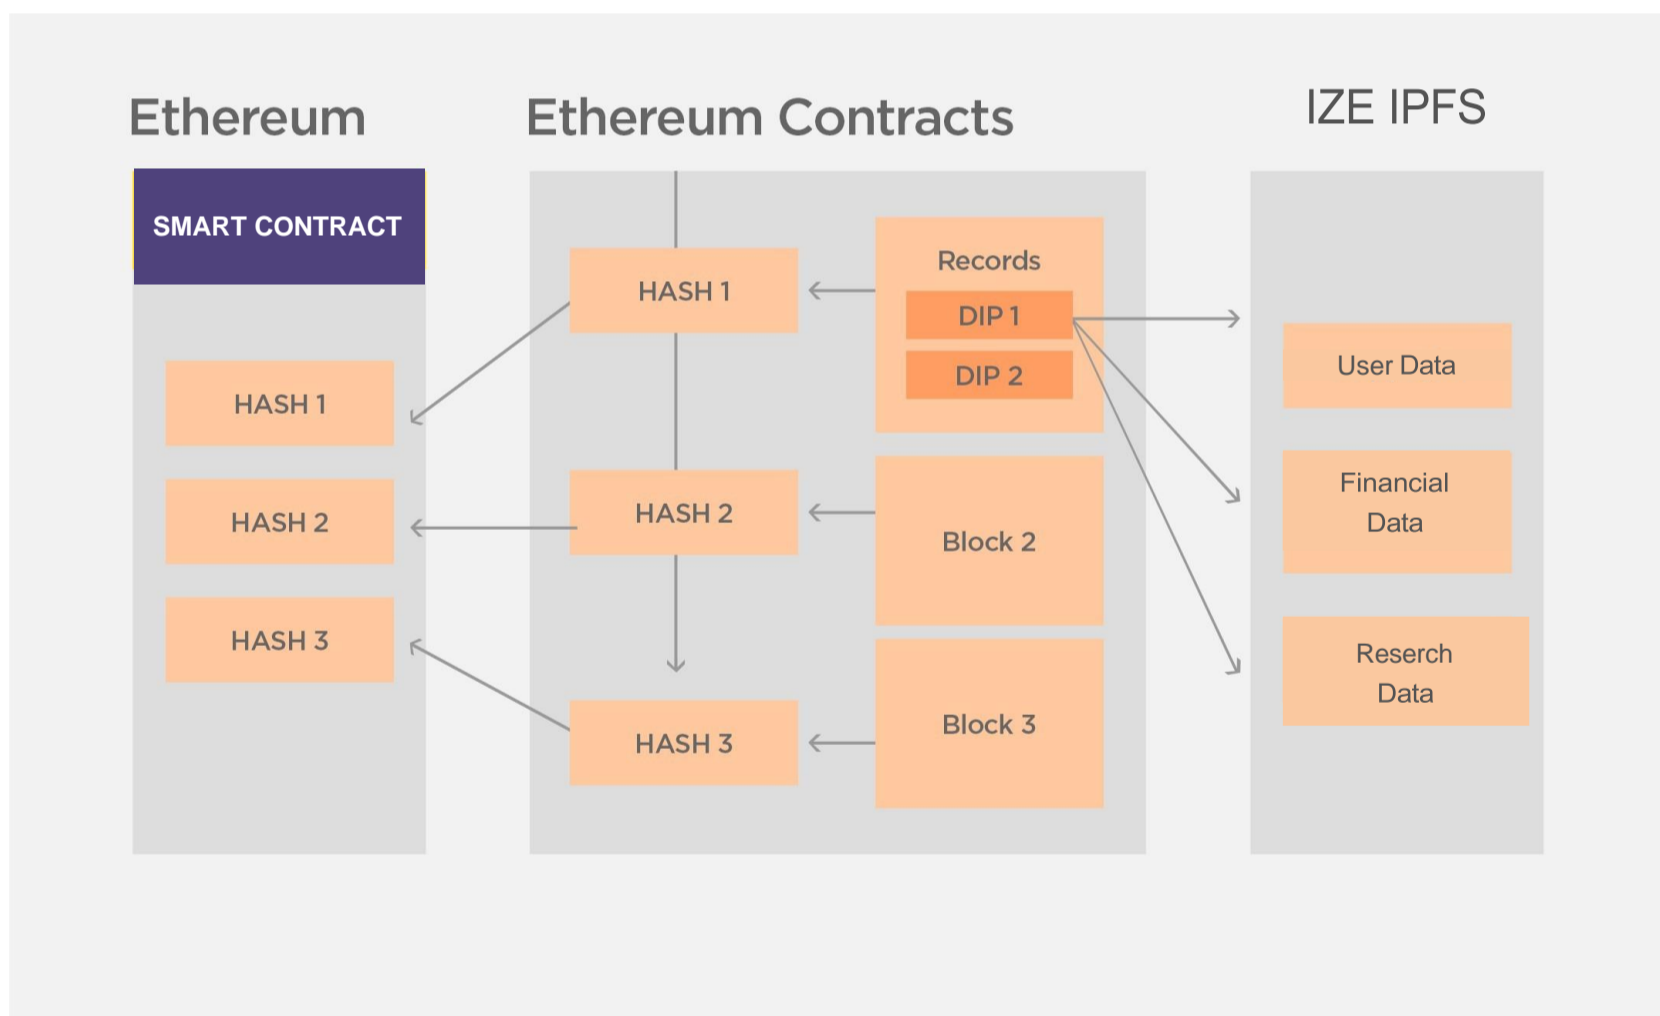 Ethereum
Ethereum Contracts
IZE IPFS
SMART CONTRACT
HASH 1
HASH 2
HASH 3
HASH 1
HASH 2
HASH 3
Records
DIP 1
DIP 2
Block 2
Block 3
User Data
Financial
Data
Reserch
Data